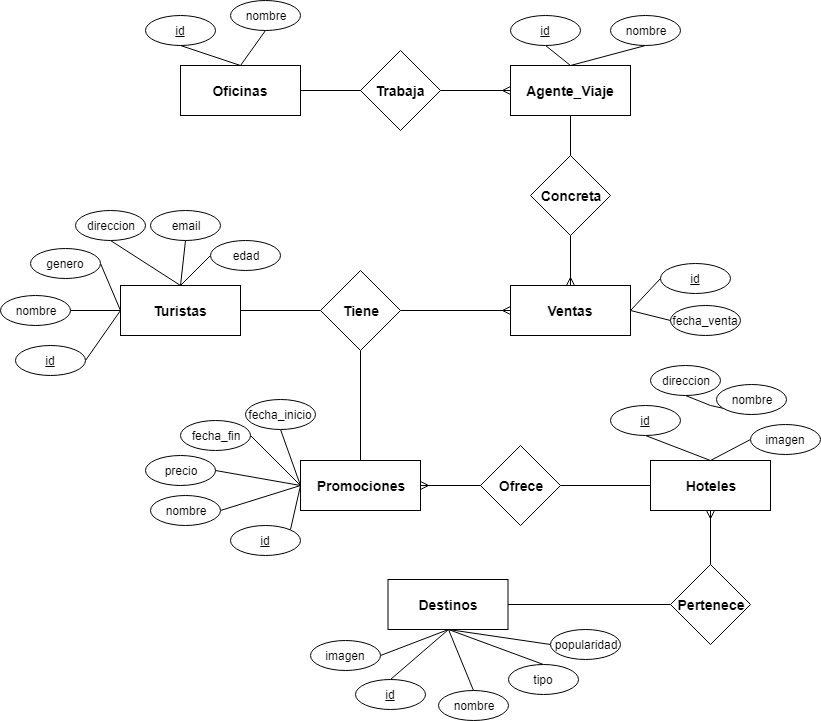 nombre
id
id
nombre
Oficinas
Trabaja
Agente_Viaje
Concreta
direccion
email
genero
edad
nombre
Turistas
Tiene
Ventas
id
fecha_venta
id
fecha_inicio
fecha_fin
precio
nombre
id
Promociones
Ofrece
direccion
nombre
id
imagen
Hoteles
Destinos
Pertenece
imagen
id
nombre
tipo
popularidad